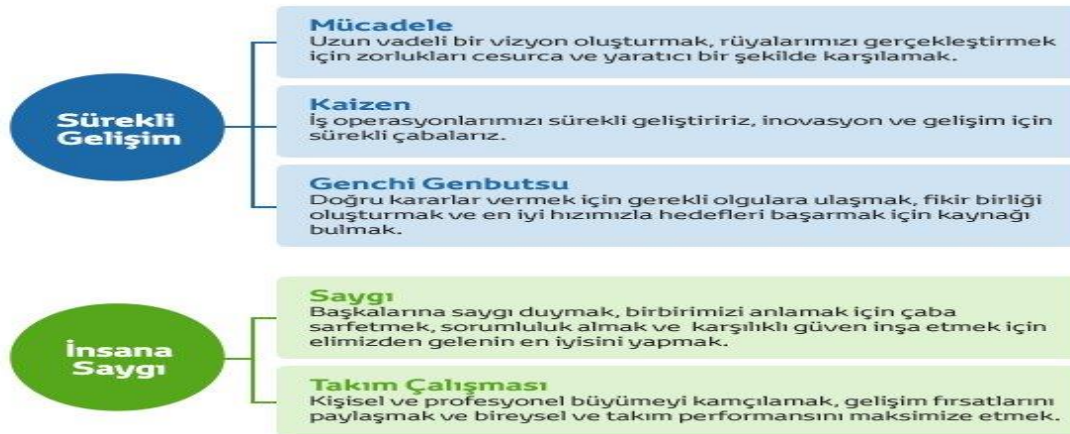 Sürekli
Gelişim
Mücadele
Uzun vadeli bir vizyon oluşturmak, rüyalarımızı gerçekleştirmek
için zorlukları cesurca ve yaratıcı bir şekilde karşılamak.
Kaizen
İş operasyonlarımızı sürekli geliştiririz, inovasyon ve gelişim için
sürekli çabalarız.
Genchi Genbutsu
Doğru kararlar vermek için gerekli olgulara ulaşmak, fikir birliği
oluşturmak ve en iyi hızımızla hedefleri başarmak için kaynağı
bulmak.
İnsana
Saygı
Saygı
Başkalarına saygı duymak, birbirimizi anlamak için çaba
sarfetmek, sorumluluk almak ve karşılıklı güven inşa etmek için
elimizden gelenin en iyisini yapmak.
Takım Çalışması
Kişisel ve profesyonel büyümeyi kamçılamak, gelişim fırsatlarını
paylaşmak ve bireysel ve takım performansını maksimize etmek.